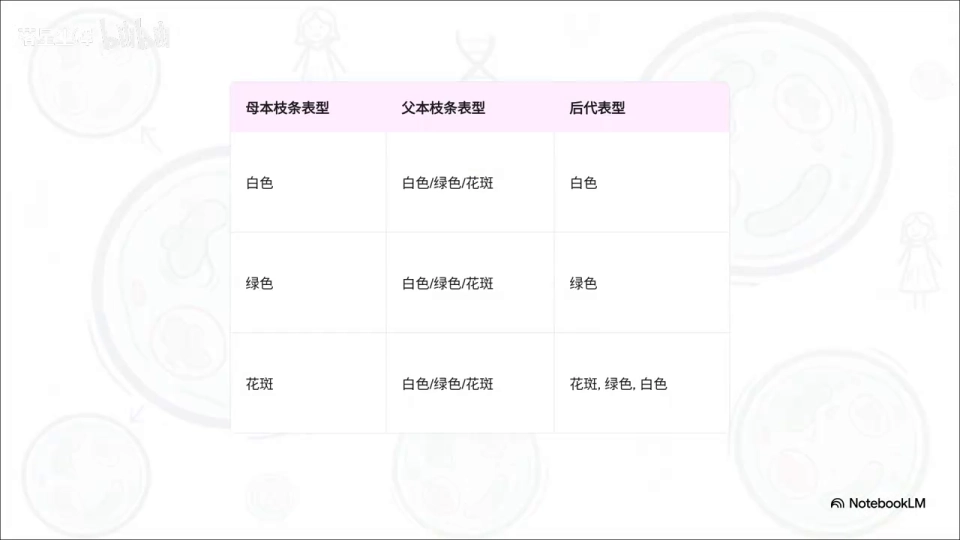 母本枝条表型 父本枝条表型 后代表型
白色 白色/绿色/花斑 白色
绿色 白色/绿色/花斑 绿色
花斑 白色/绿色/花斑 花斑, 绿色, 白色
NotebookLM